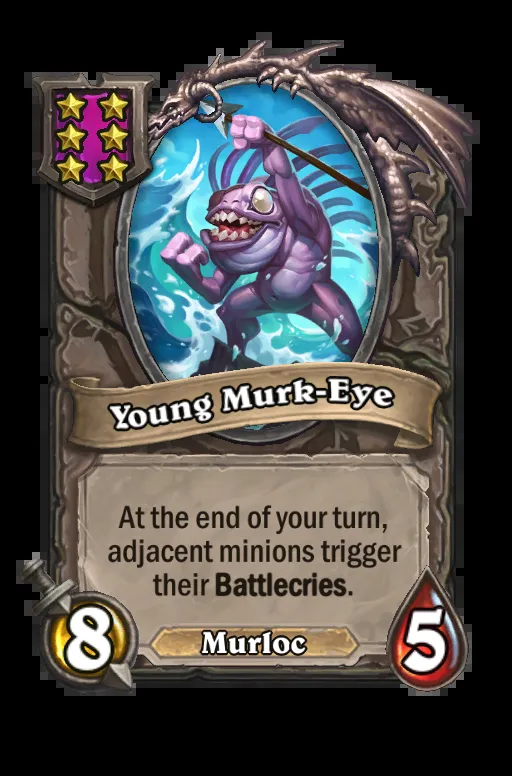 Young Murk-Eye
At the end of your turn,
adjacent minions trigger
their Battlecries.
8
Murloc
5